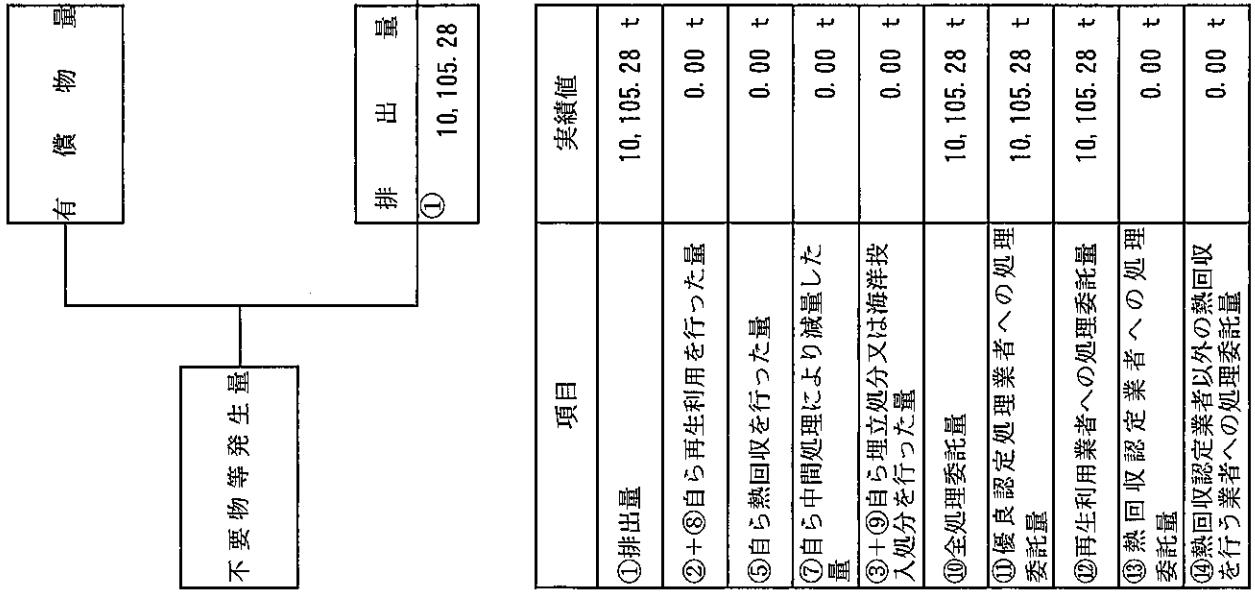 有 償 物 量
不 要 物 等 発 生 量
排 出 量
①
10,105.28
項目 実績値
①排出量 10,105.28 t
②+⑧自ら再生利用を行った量 0.00 t
⑤自ら熱回収を行った量 0.00 t
⑦自ら中間処理により減量した
量 0.00 t
③+⑨自ら埋立処分又は海洋投
入処分を行った量 0.00 t
⑩全処理委託量 10,105.28 t
⑪優良認定処理業者への処理
委託量 10,105.28 t
⑫再生利用業者への処理委託量 10,105.28 t
⑬熱回収認定業者への処理
委託量 0.00 t
⑭熱回収認定業者以外の熱回収
を行う業者への処理委託量 0.00 t